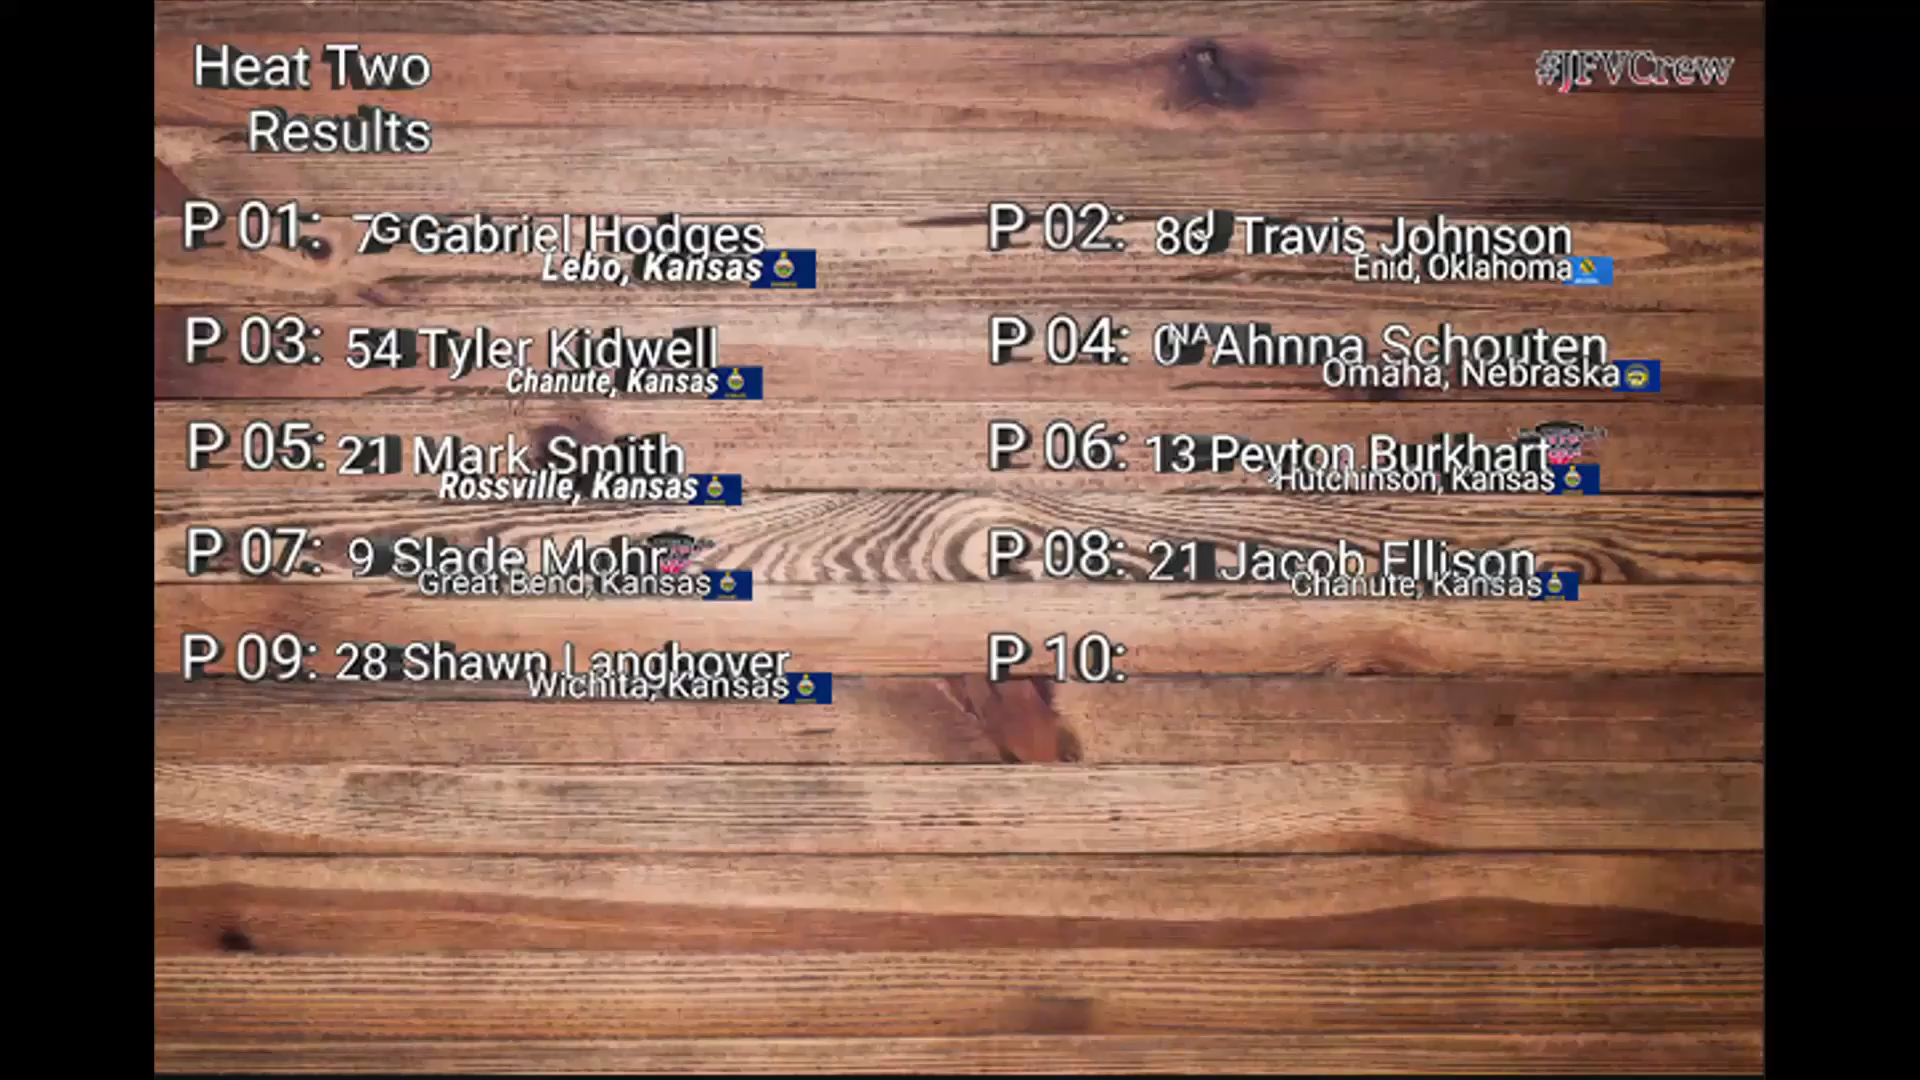 Heat Two
Results
#JJFVCrew
P 01: 7G Gabriel Hodges
Lebo, Kansas
P 02: 86J Travis Johnson
Enid, Oklahoma
P 03: 54 Tyler Kidwell
Chanute, Kansas
P 04: 0NA Ahnna Schouten
Omaha, Nebraska
P 05: 21 Mark Smith
Rossville, Kansas
P 06: 13 Peyton Burkhart
Hutchinson, Kansas
P 07: 9 Slade Mohr
Great Bend, Kansas
P 08: 21 Jacob Ellison
Chanute, Kansas
P 09: 28 Shawn Langhover
Wichita, Kansas
P 10: